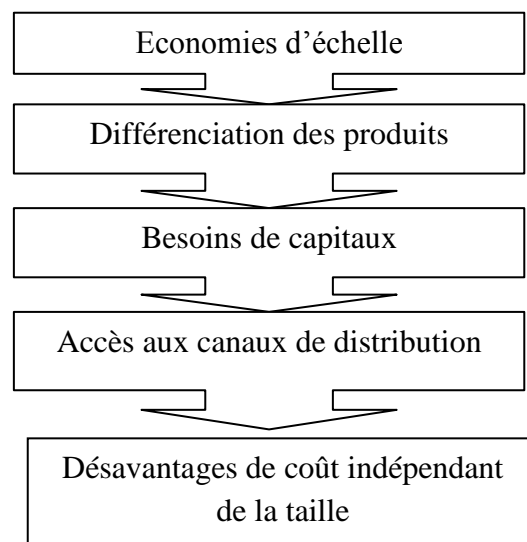 Economies d’échelle
Différenciation des produits
Besoins de capitaux
Accès aux canaux de distribution
Désavantages de coût indépendant
de la taille